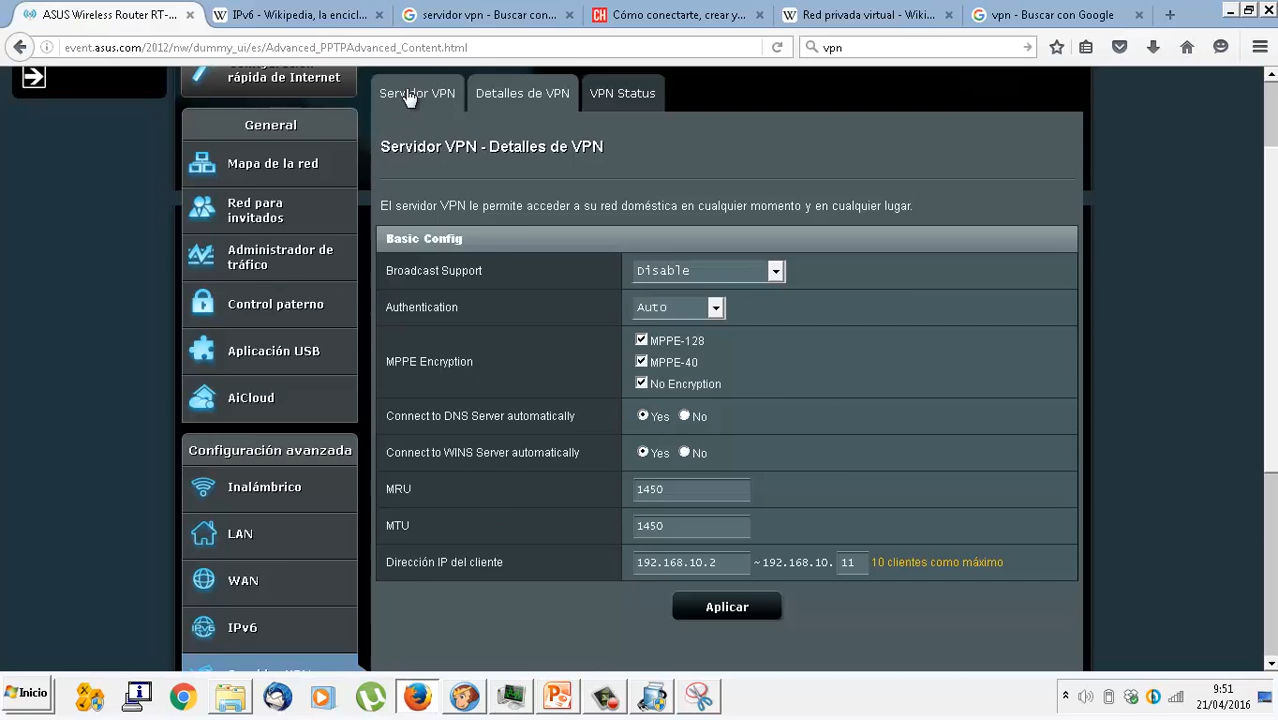 ASUS Wireless Router RT-...
IPv6 - Wikipedia, la encicl...
servidor vpn - Buscar con...
Cómo conectarte, crear y...
Red privada virtual - Wiki...
vpn - Buscar con Google
event.asus.com/2012/nw/dummy_ui/es/Advanced_PPTPAdvanced_Content.html
vpn
rápida de Internet
General
Mapa de la red
Red para
invitados
Administrador de
tráfico
Control paterno
Aplicación USB
AiCloud
Configuración avanzada
Inalámbrico
LAN
WAN
IPv6
Servidor VPN
Detalles de VPN
VPN Status
Servidor VPN - Detalles de VPN
El servidor VPN le permite acceder a su red doméstica en cualquier momento y en cualquier lugar.
Basic Config
Broadcast Support Disable
Authentication Auto
MPPE Encryption
MPPE-128
MPPE-40
No Encryption
Connect to DNS Server automatically Yes No
Connect to WINS Server automatically Yes No
MRU 1450
MTU 1450
Dirección IP del cliente 192.168.10.2 ~ 192.168.10. 11 10 clientes como máximo
Aplicar
Inicio
9:51
21/04/2016